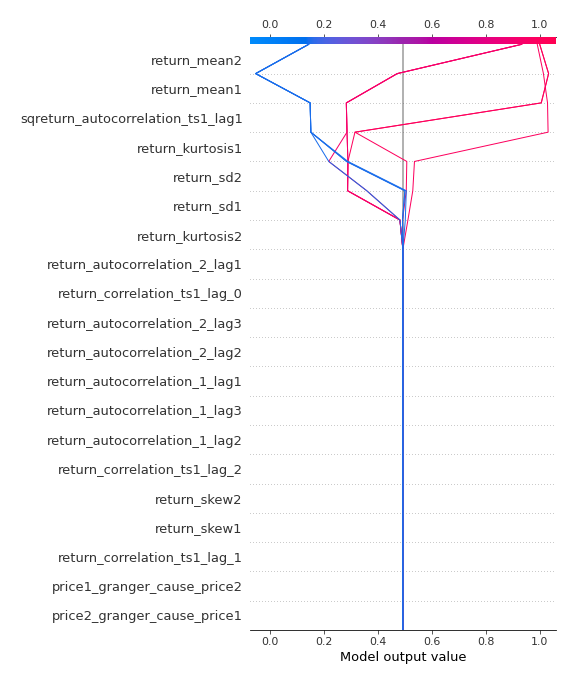 0.0 0.2 0.4 0.6 0.8 1.0
return_mean2
return_mean1
sqreturn_autocorrelation_ts1_lag1
return_kurtosis1
return_sd2
return_sd1
return_kurtosis2
return_autocorrelation_2_lag1
return_correlation_ts1_lag_0
return_autocorrelation_2_lag3
return_autocorrelation_2_lag2
return_autocorrelation_1_lag1
return_autocorrelation_1_lag3
return_autocorrelation_1_lag2
return_correlation_ts1_lag_2
return_skew2
return_skew1
return_correlation_ts1_lag_1
price1_granger_cause_price2
price2_granger_cause_price1
0.0 0.2 0.4 0.6 0.8 1.0
Model output value